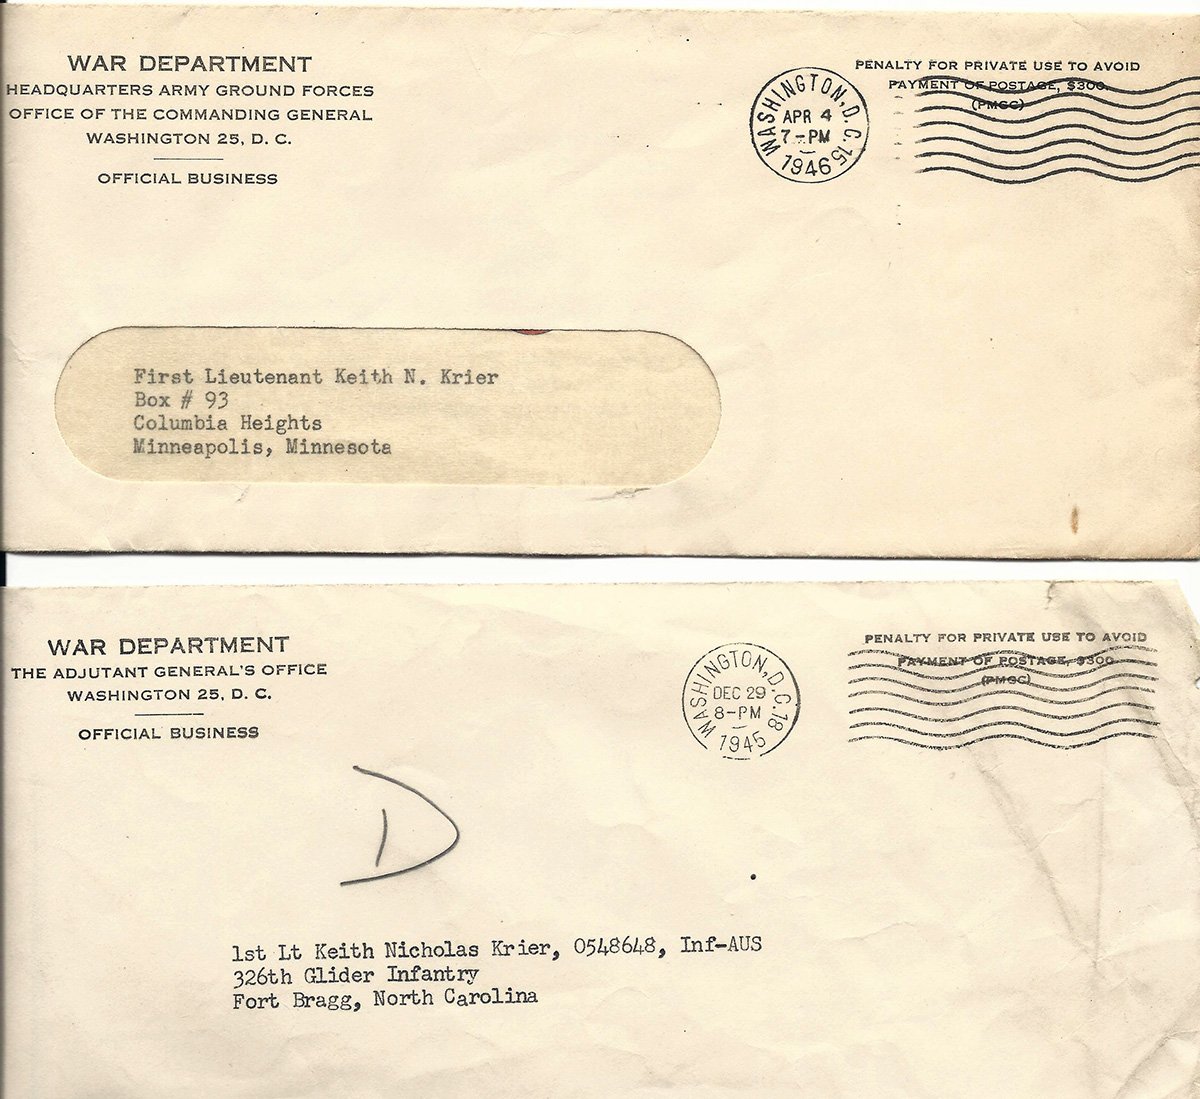 WAR DEPARTMENT
HEADQUARTERS ARMY GROUND FORCES
OFFICE OF THE COMMANDING GENERAL
WASHINGTON 25, D. C.
OFFICIAL BUSINESS
WASHINGTON, D.C. 15
APR 4
7-PM
1946
PENALTY FOR PRIVATE USE TO AVOID
PAYMENT OF POSTAGE, $300.
(PMGC)
First Lieutenant Keith N. Krier
Box # 93
Columbia Heights
Minneapolis, Minnesota
WAR DEPARTMENT
THE ADJUTANT GENERAL'S OFFICE
WASHINGTON 25, D. C.
OFFICIAL BUSINESS
WASHINGTON, D.C. 18
DEC 29
8-PM
1945
PENALTY FOR PRIVATE USE TO AVOID
PAYMENT OF POSTAGE, $300
(PMGC)
D
1st Lt Keith Nicholas Krier, 0548648, Inf-AUS
326th Glider Infantry
Fort Bragg, North Carolina